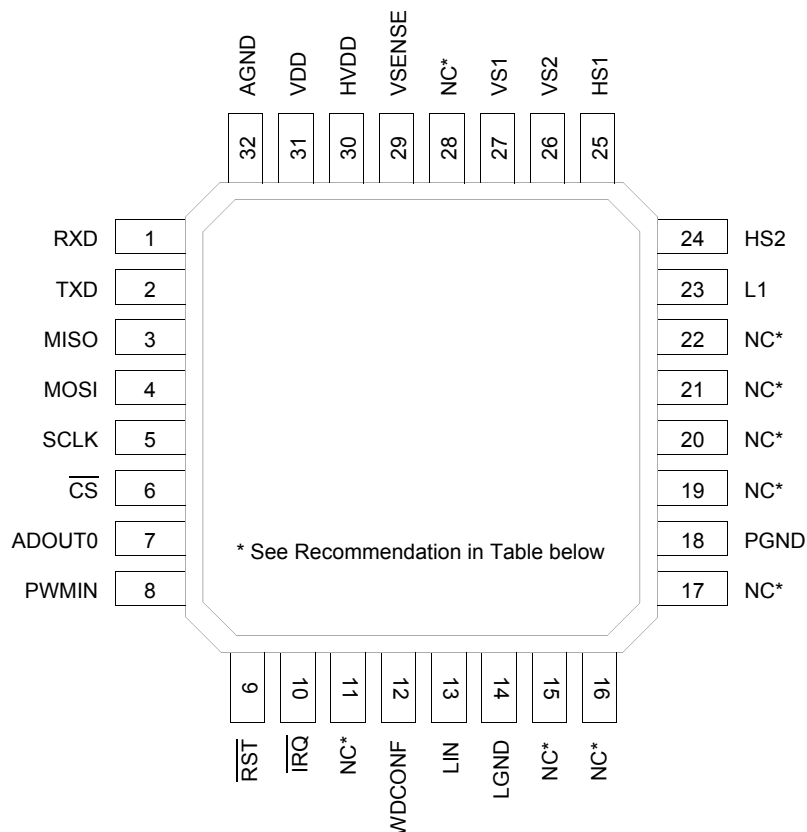 AGND
VDD
HVDD
VSENSE
NC*
VS1
VS2
HS1
32
31
30
29
28
27
26
25
RXD 1
TXD 2
MISO 3
MOSI 4
SCLK 5
C̅S̅ 6
ADOUT0 7
PWMIN 8
24 HS2
23 L1
22 NC*
21 NC*
20 NC*
19 NC*
18 PGND
17 NC*
* See Recommendation in Table below
9
10
11
12
13
14
15
16
R̅S̅T̅
I̅R̅Q̅
NC*
WDCONF
LIN
LGND
NC*
NC*